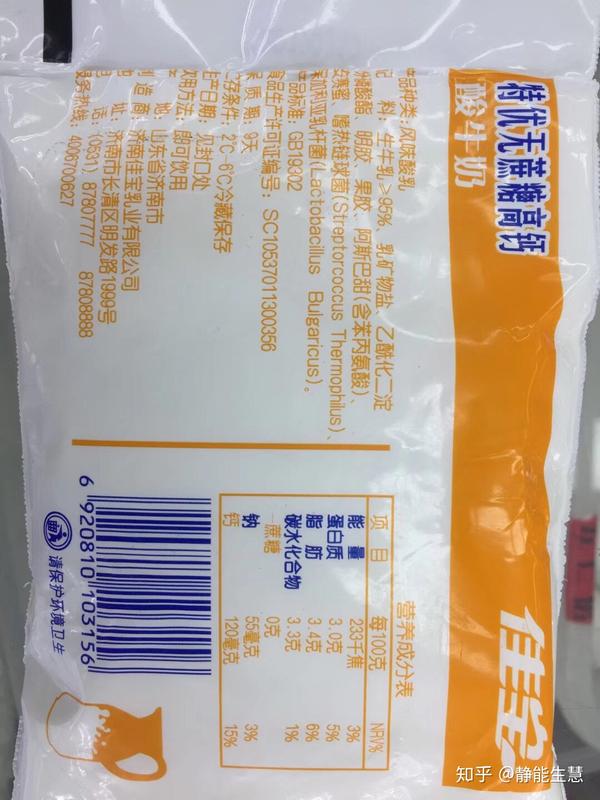 特优无蔗糖高钙
酸牛奶
佳宝
产品种类:风味酸乳
料:生牛乳≥95%、乳矿物盐、乙酰化二淀
磷酸酯、明胶、果胶、阿斯巴甜(含苯丙氨酸)、
安赛蜜、嗜热链球菌(Streptorcoccus Thermophilus)、
保加利亚乳杆菌(Lactobacillus Bulgaricus)。
产品标准:GB19302
食品生产许可证编号:SC10537011300356
保质期:天
贮存条件:2℃-6℃冷藏保存
生产日期:见封口处
饮用方法:即可饮用
地:山东省济南市
制造商:济南佳宝乳业有限公司
地址:济南市长清区明发路1999号
电话:(0531)87807777 87808888
服务热线:4006700627
营养成分表
项目 每100克 NRV%
能量 233千焦 3%
蛋白质 3.0克 5%
脂肪 3.4克 6%
碳水化合物 3.3克 1%
-蔗糖 0克
钠 55毫克 3%
钙 120毫克 15%
6 920810 103156
请保护环境卫生
知乎 @静能生慧